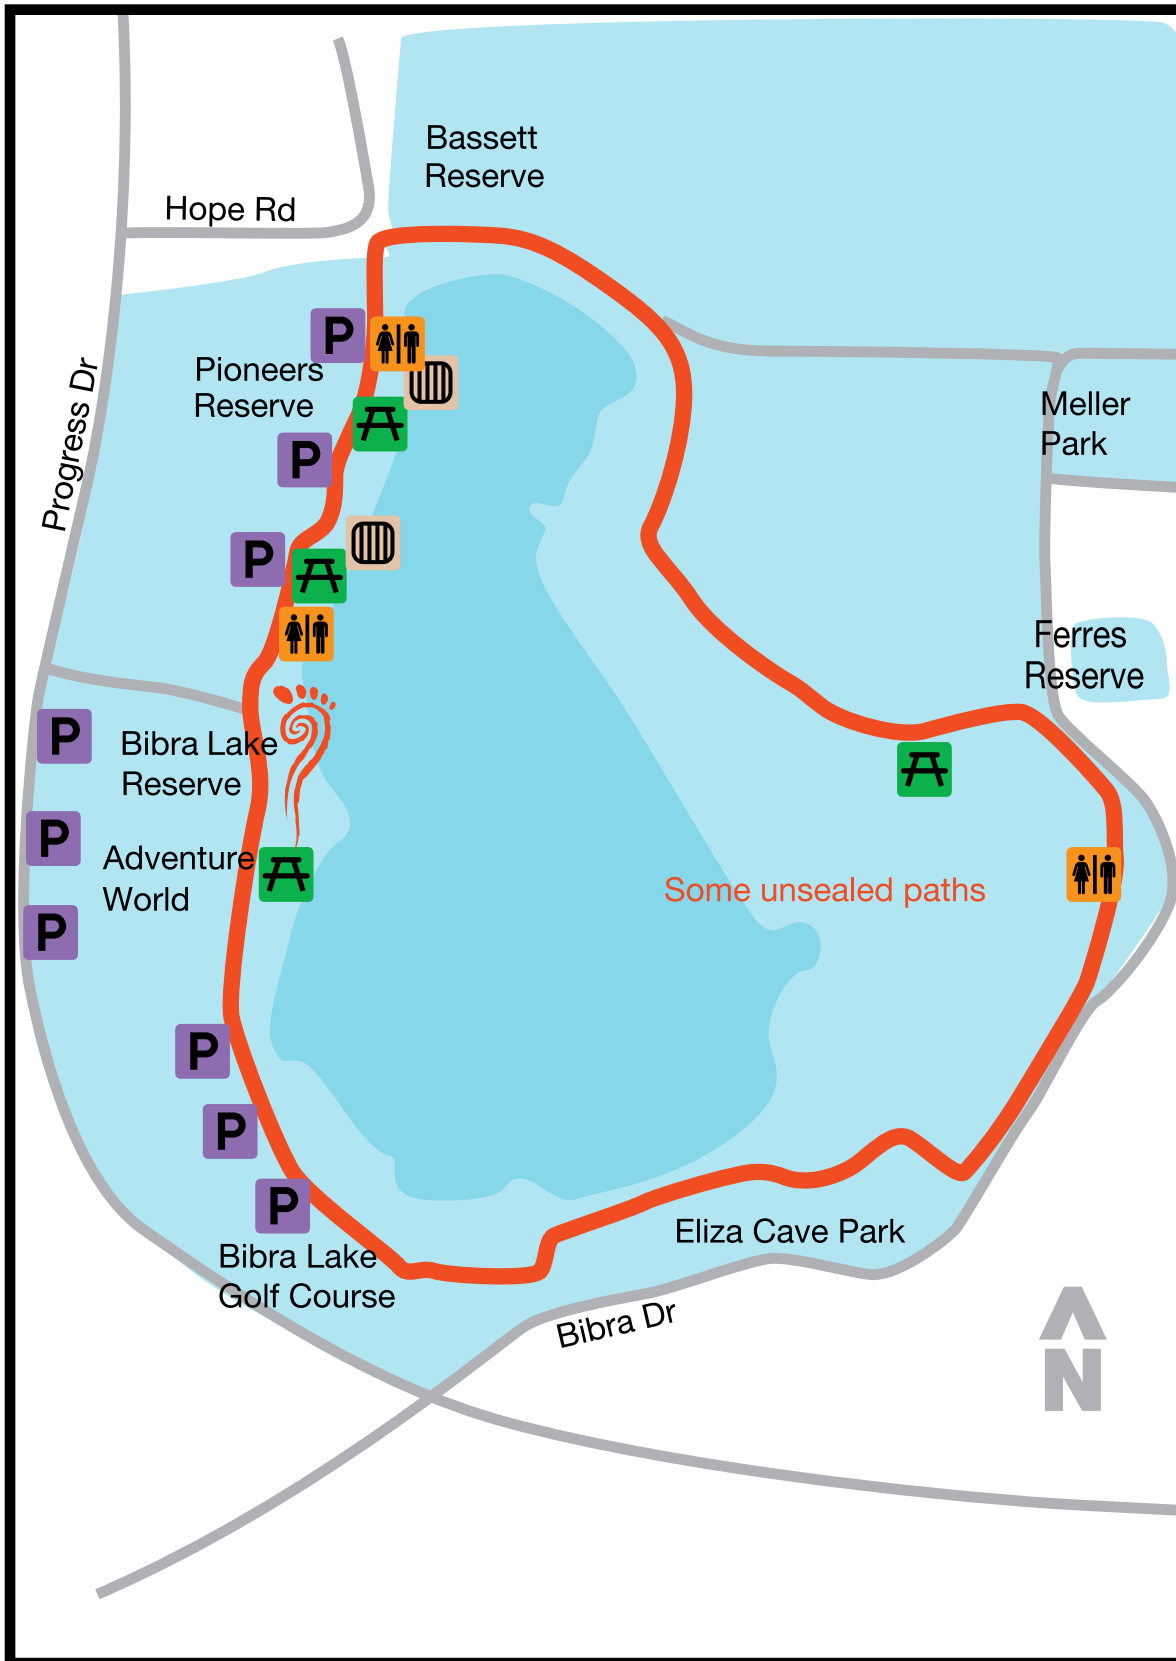 Bassett
Reserve
Hope Rd
P
Pioneers
Reserve
Progress Dr
Meller
Park
P
P
Ferres
Reserve
P
Bibra Lake
Reserve
P
Adventure
World
Some unsealed paths
P
P
P
P
Eliza Cave Park
Bibra Lake
Golf Course
Bibra Dr
N